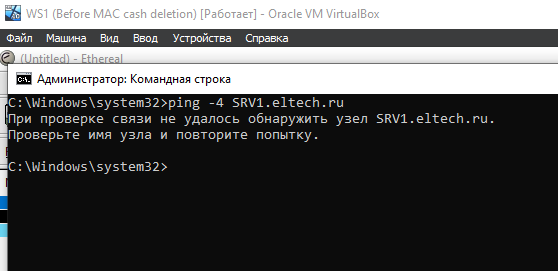 WS1 (Before MAC cash deletion) [Работает] - Oracle VM VirtualBox
Файл Машина Вид Ввод Устройства Справка
(Untitled) - Ethereal
Администратор: Командная строка
C:\Windows\system32>ping -4 SRV1.eltech.ru
При проверке связи не удалось обнаружить узел SRV1.eltech.ru.
Проверьте имя узла и повторите попытку.
C:\Windows\system32>